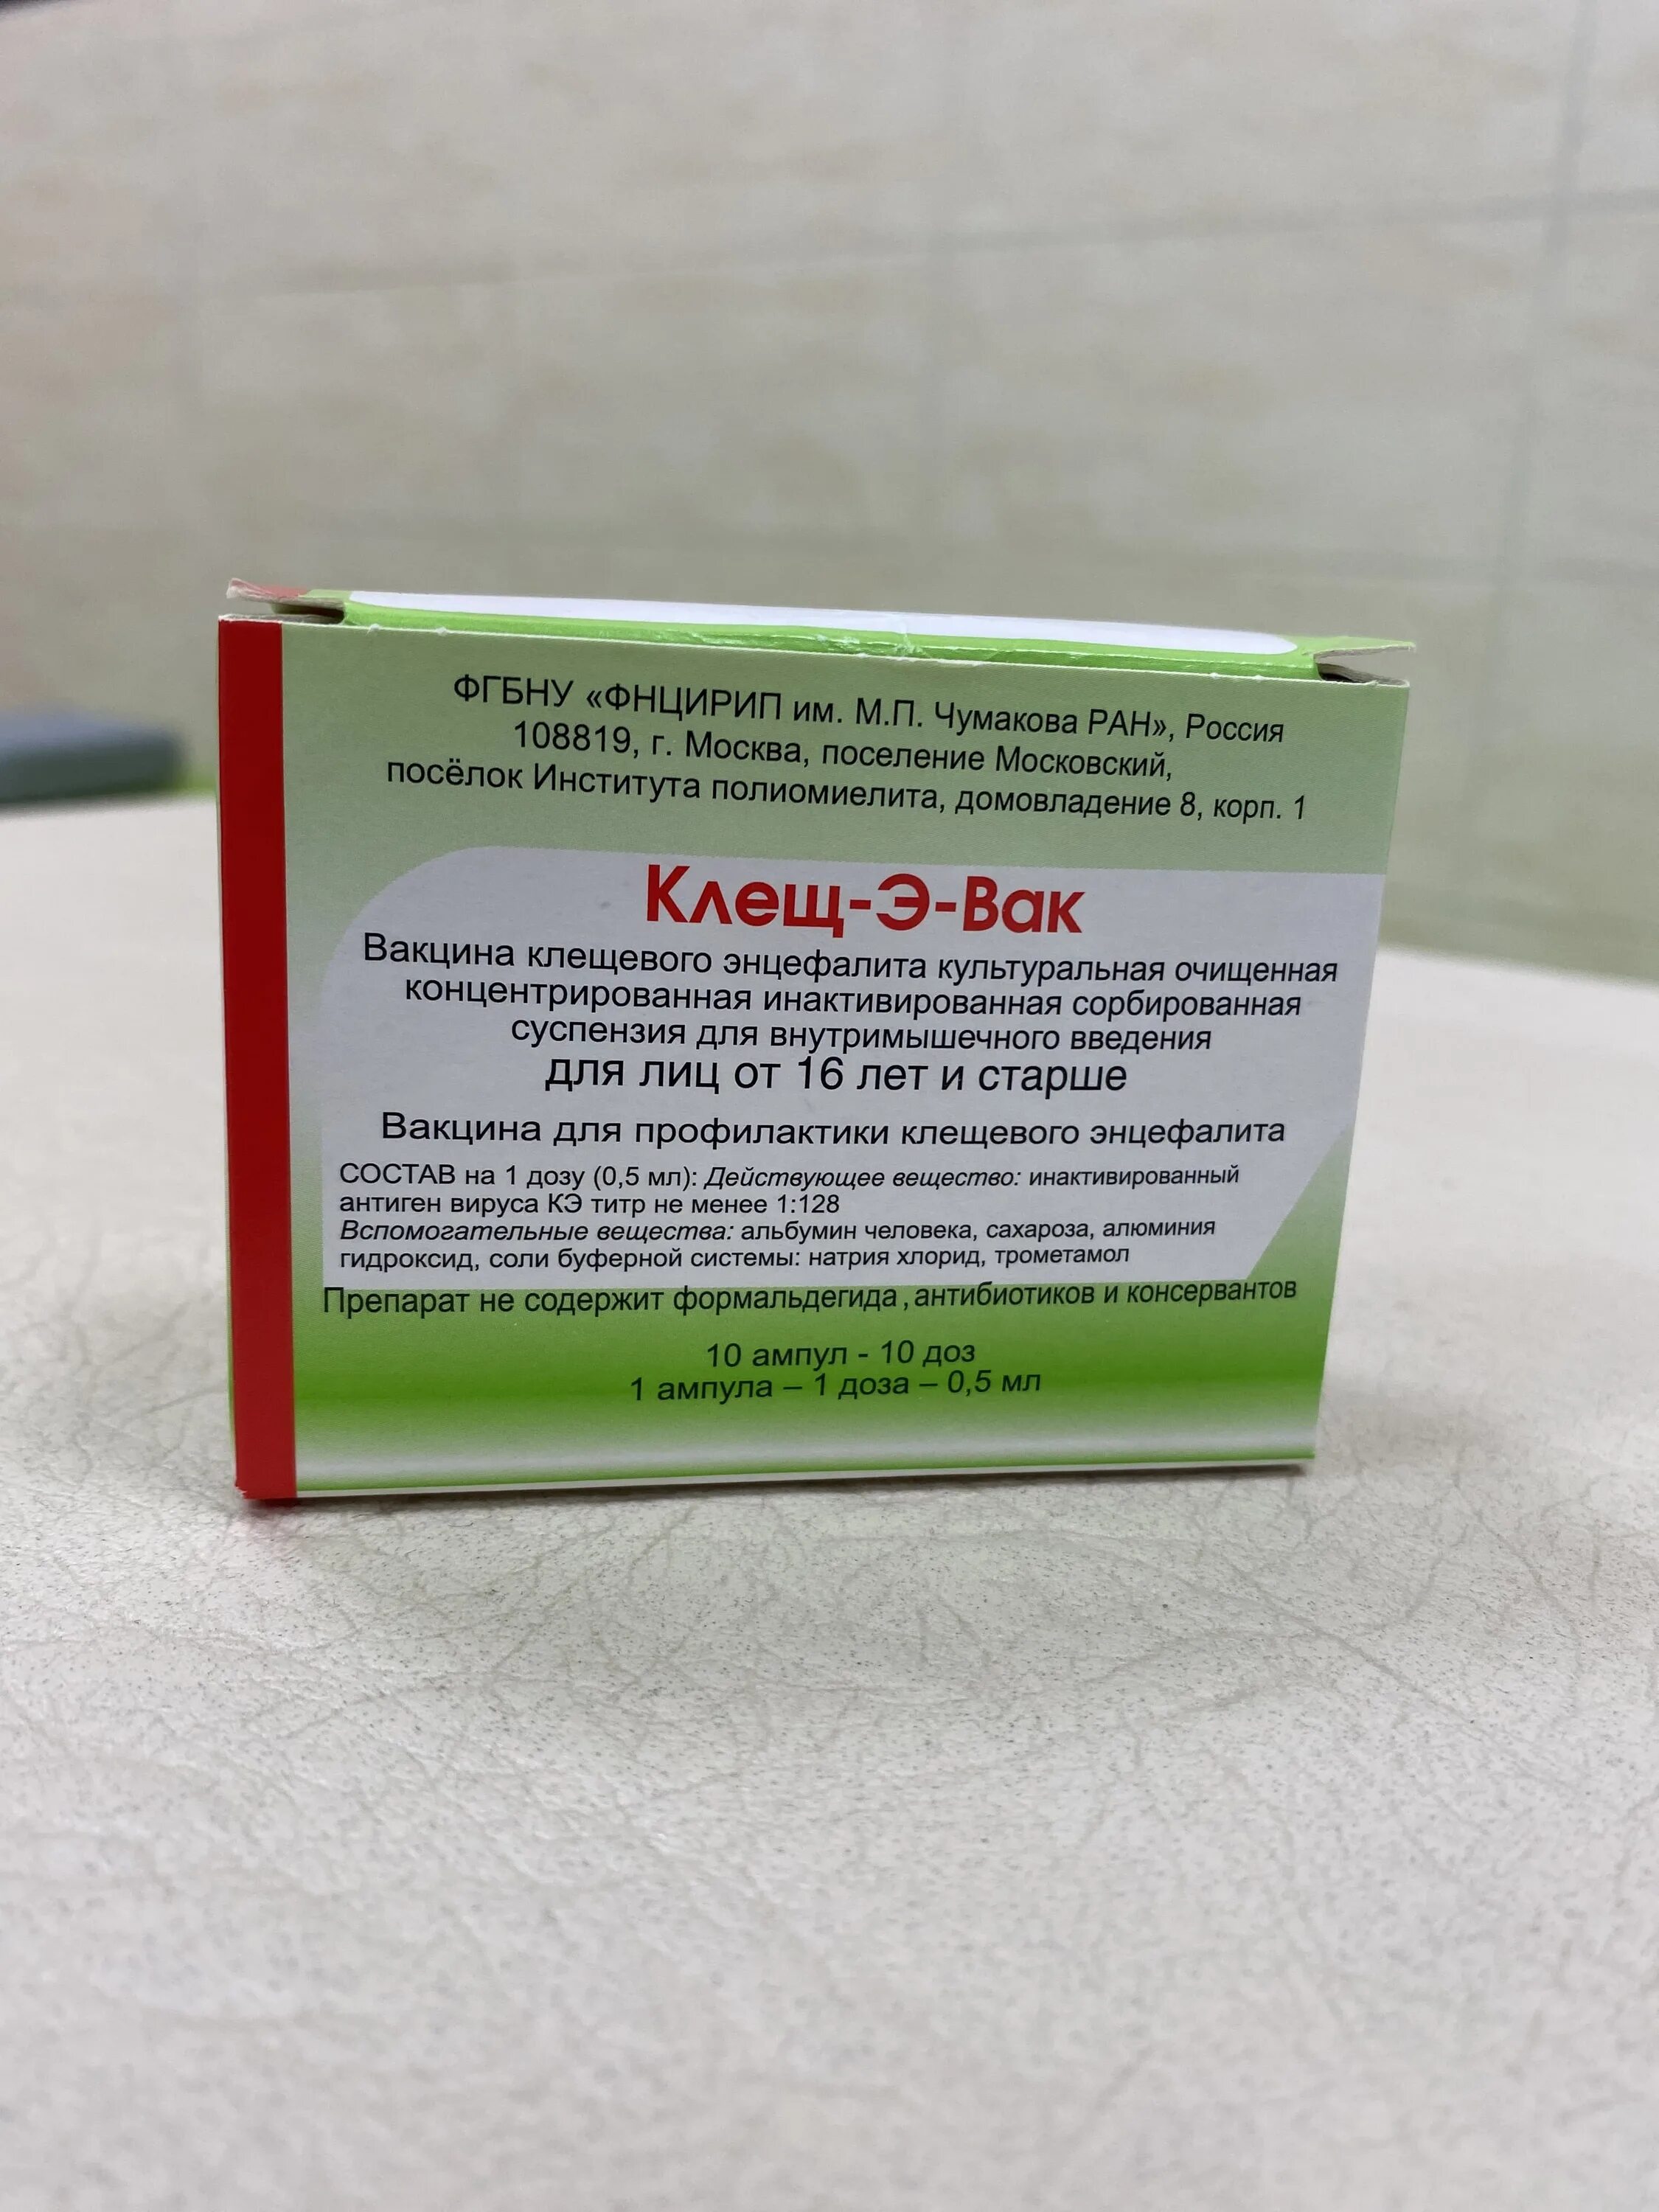 ФГБНУ «ФНЦИРИП им. М.П. Чумакова РАН», Россия
108819, г. Москва, поселение Московский,
посёлок Института полиомиелита, домовладение 8, корп. 1
Клещ-Э-Вак
Вакцина клещевого энцефалита культуральная очищенная
концентрированная инактивированная сорбированная
суспензия для внутримышечного введения
для лиц от 16 лет и старше
Вакцина для профилактики клещевого энцефалита
СОСТАВ на 1 дозу (0,5 мл): Действующее вещество: инактивированный
антиген вируса КЭ титр не менее 1:128
Вспомогательные вещества: альбумин человека, сахароза, алюминия
гидроксид, соли буферной системы: натрия хлорид, трометамол
Препарат не содержит формальдегида, антибиотиков и консервантов
10 ампул - 10 доз
1 ампула – 1 доза – 0,5 мл